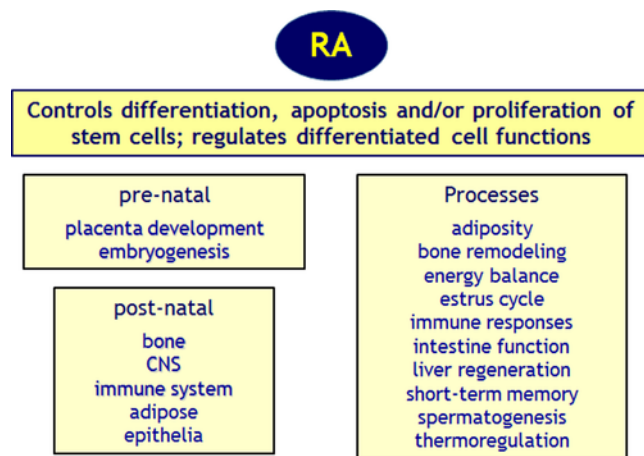 RA
Controls differentiation, apoptosis and/or proliferation of
stem cells; regulates differentiated cell functions
pre-natal
placenta development
embryogenesis
post-natal
bone
CNS
immune system
adipose
epithelia
Processes
adiposity
bone remodeling
energy balance
estrus cycle
immune responses
intestine function
liver regeneration
short-term memory
spermatogenesis
thermoregulation